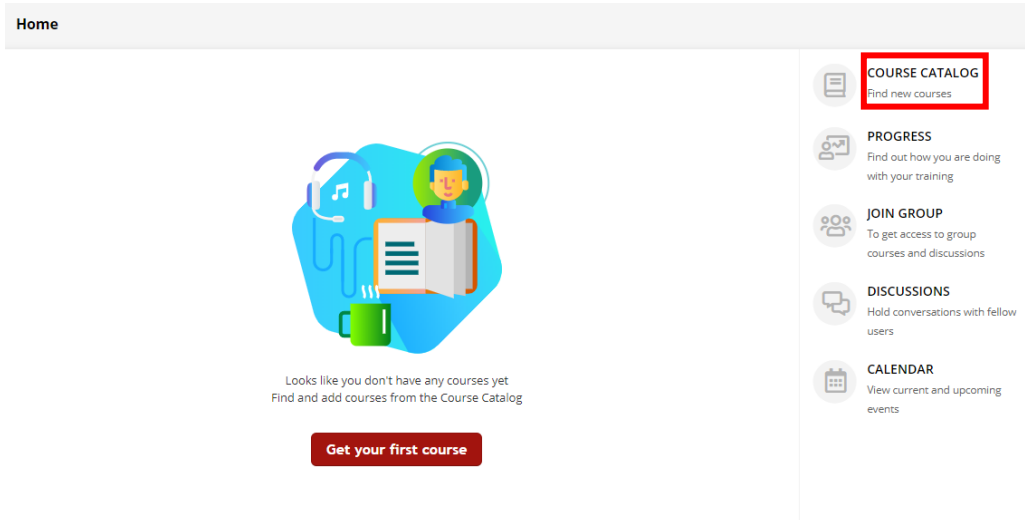 Home
COURSE CATALOG
Find new courses
PROGRESS
Find out how you are doing
with your training
JOIN GROUP
To get access to group
courses and discussions
DISCUSSIONS
Hold conversations with fellow
users
CALENDAR
View current and upcoming
events
Looks like you don't have any courses yet
Find and add courses from the Course Catalog
Get your first course